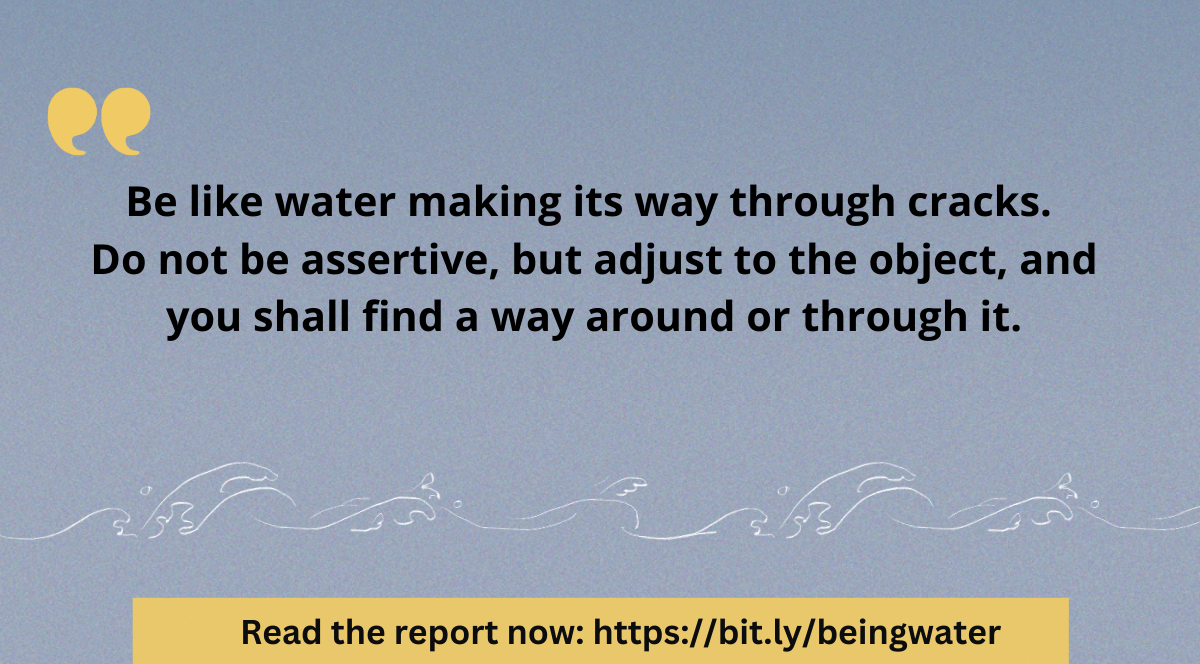 Be like water making its way through cracks.
Do not be assertive, but adjust to the object, and
you shall find a way around or through it.
Read the report now: https://bit.ly/beingwater